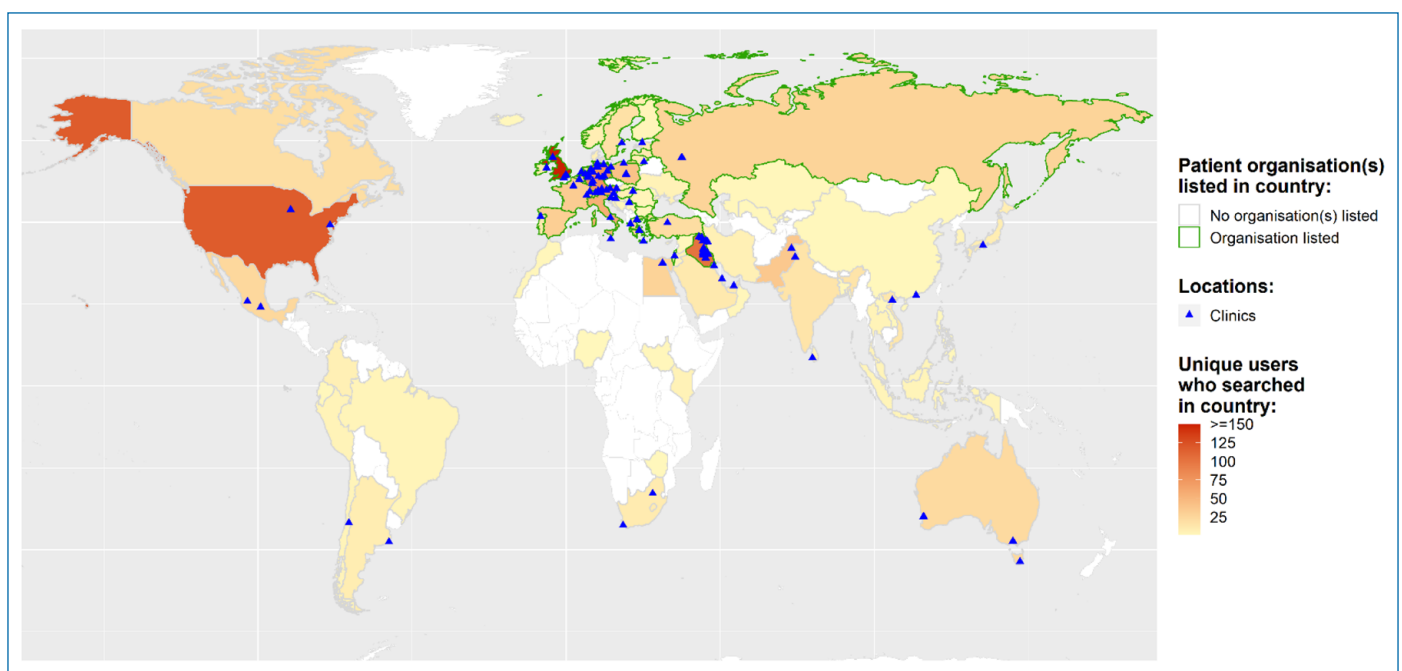 Patient organisation(s)
listed in country:
No organisation(s) listed
Organisation listed
Locations:
Clinics
Unique users
who searched
in country:
>=150
125
100
75
50
25